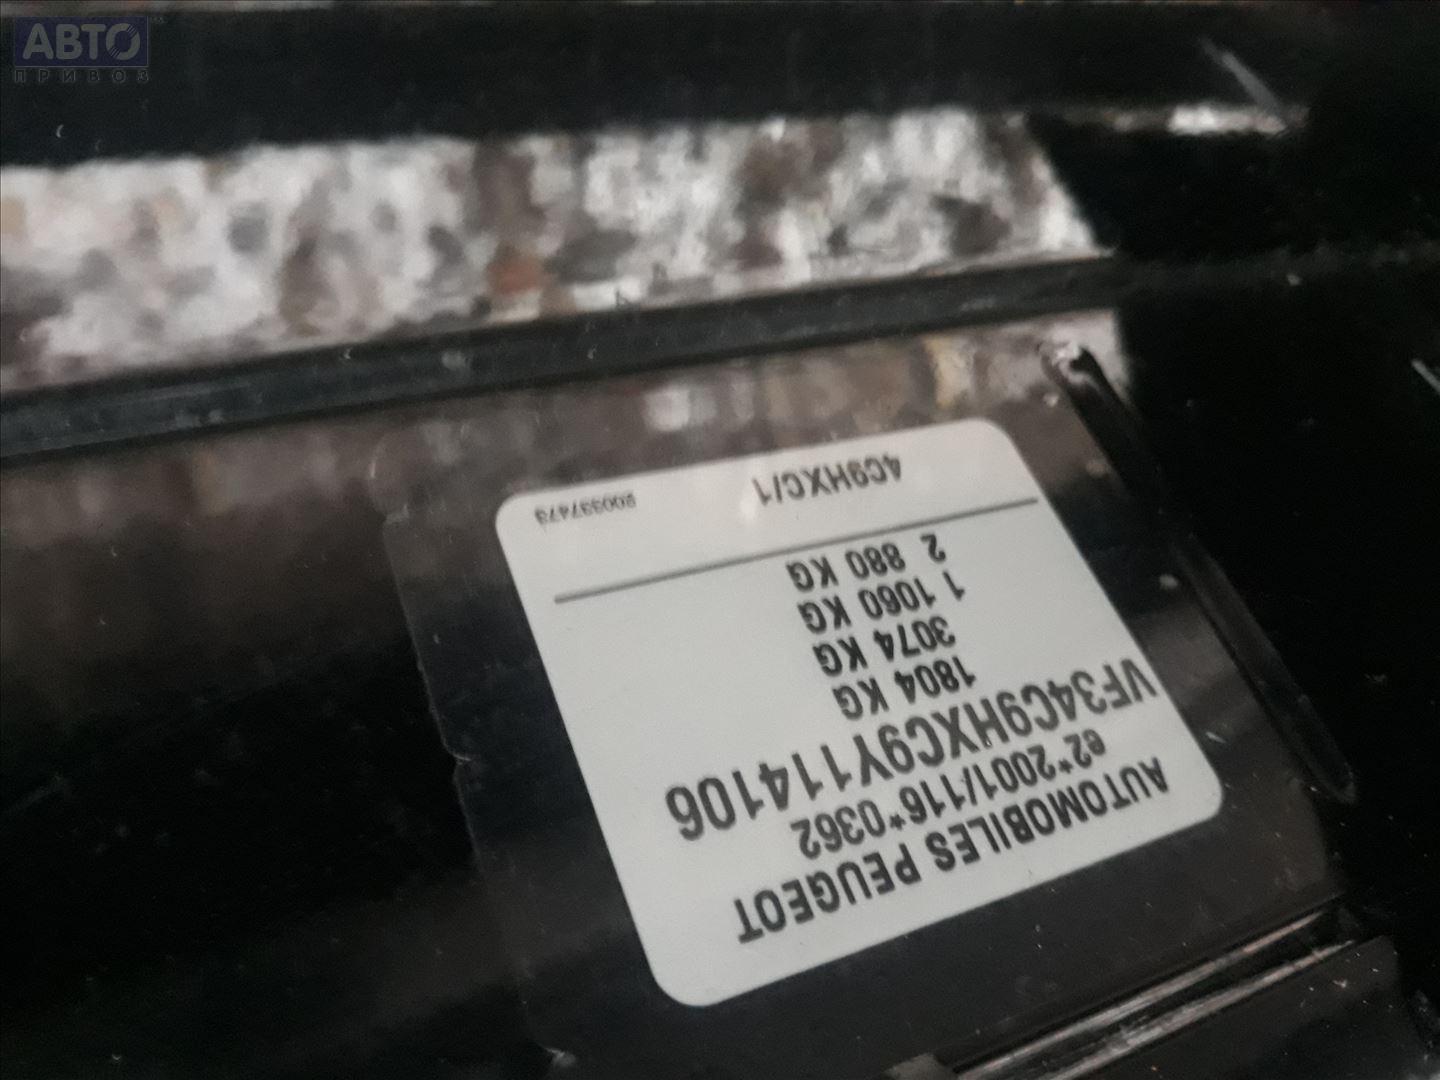 АВТО
ПРИВОЗ
AUTOMOBILES PEUGEOT
e2*2001/116*0362
VF34C9HXC9Y114106
1804 KG
3074 KG
1 1060 KG
2 880 KG
4C9HXC/1
200397473